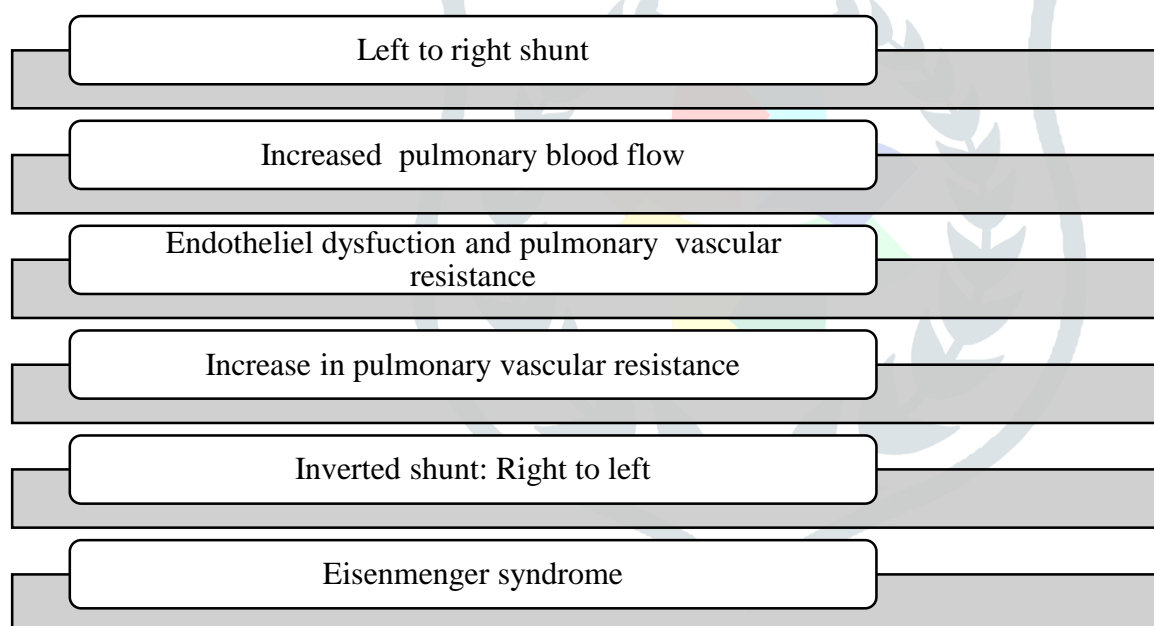 Left to right shunt
Increased  pulmonary blood flow
Endotheliel dysfuction and pulmonary  vascular
resistance
Increase in pulmonary vascular resistance
Inverted shunt: Right to left
Eisenmenger syndrome